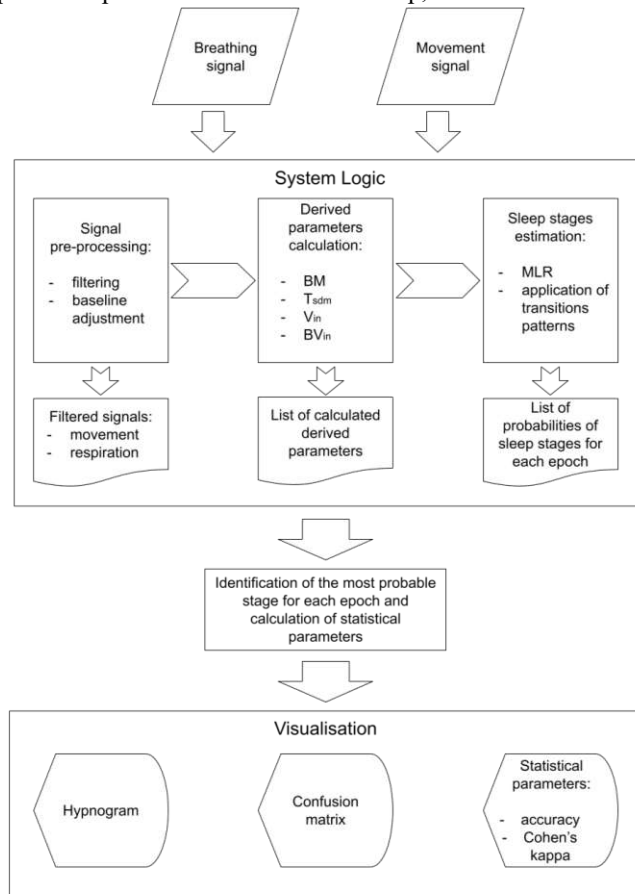 Breathing
signal
Movement
signal
System Logic
Signal
pre-processing:
- filtering
- baseline
adjustment
Derived
parameters
calculation:
- BM
- Tsdm
- Vin
- BVin
Sleep stages
estimation:
- MLR
- application of
transitions
patterns
Filtered signals:
- movement
- respiration
List of calculated
derived
parameters
List of
probabilities of
sleep stages for
each epoch
Identification of the most probable
stage for each epoch and
calculation of statistical
parameters
Visualisation
Hypnogram
Confusion
matrix
Statistical
parameters:
- accuracy
- Cohen's
kappa